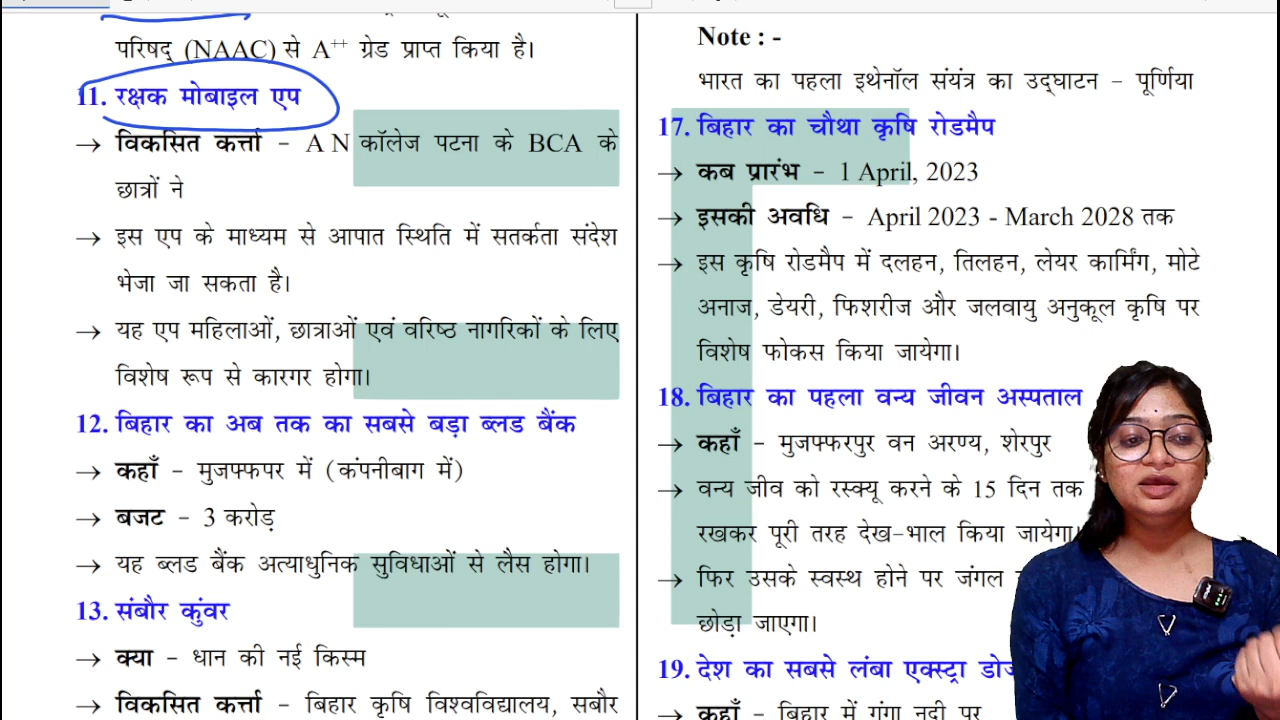 परिषद् (NAAC) से A++ ग्रेड प्राप्त किया है।
11. रक्षक मोबाइल एप
→ विकसित कर्त्ता - A N कॉलेज पटना के BCA के
छात्रों ने
→ इस एप के माध्यम से आपात स्थिति में सतर्कता संदेश
भेजा जा सकता है।
→ यह एप महिलाओं, छात्राओं एवं वरिष्ठ नागरिकों के लिए
विशेष रूप से कारगर होगा।
12. बिहार का अब तक का सबसे बड़ा ब्लड बैंक
→ कहाँ - मुजफ्फपर में (कंपनीबाग में)
→ बजट - 3 करोड़
→ यह ब्लड बैंक अत्याधुनिक सुविधाओं से लैस होगा।
13. संबौर कुंवर
→ क्या - धान की नई किस्म
→ विकसित कर्त्ता - बिहार कृषि विश्वविद्यालय, सबौर
Note : -
भारत का पहला इथेनॉल संयंत्र का उद्घाटन - पूर्णिया
17. बिहार का चौथा कृषि रोडमैप
→ कब प्रारंभ - 1 April, 2023
→ इसकी अवधि - April 2023 - March 2028 तक
→ इस कृषि रोडमैप में दलहन, तिलहन, लेयर कार्मिंग, मोटे
अनाज, डेयरी, फिशरीज और जलवायु अनुकूल कृषि पर
विशेष फोकस किया जायेगा।
18. बिहार का पहला वन्य जीवन अस्पताल
→ कहाँ - मुजफ्फरपुर वन अरण्य, शेरपुर
→ वन्य जीव को रस्क्यू करने के 15 दिन तक
रखकर पूरी तरह देख-भाल किया जायेगा।
→ फिर उसके स्वस्थ होने पर जंगल
छोड़ा जाएगा।
19. देश का सबसे लंबा एक्स्ट्रा
→ कहाँ - बिहार में गंगा नदी पर